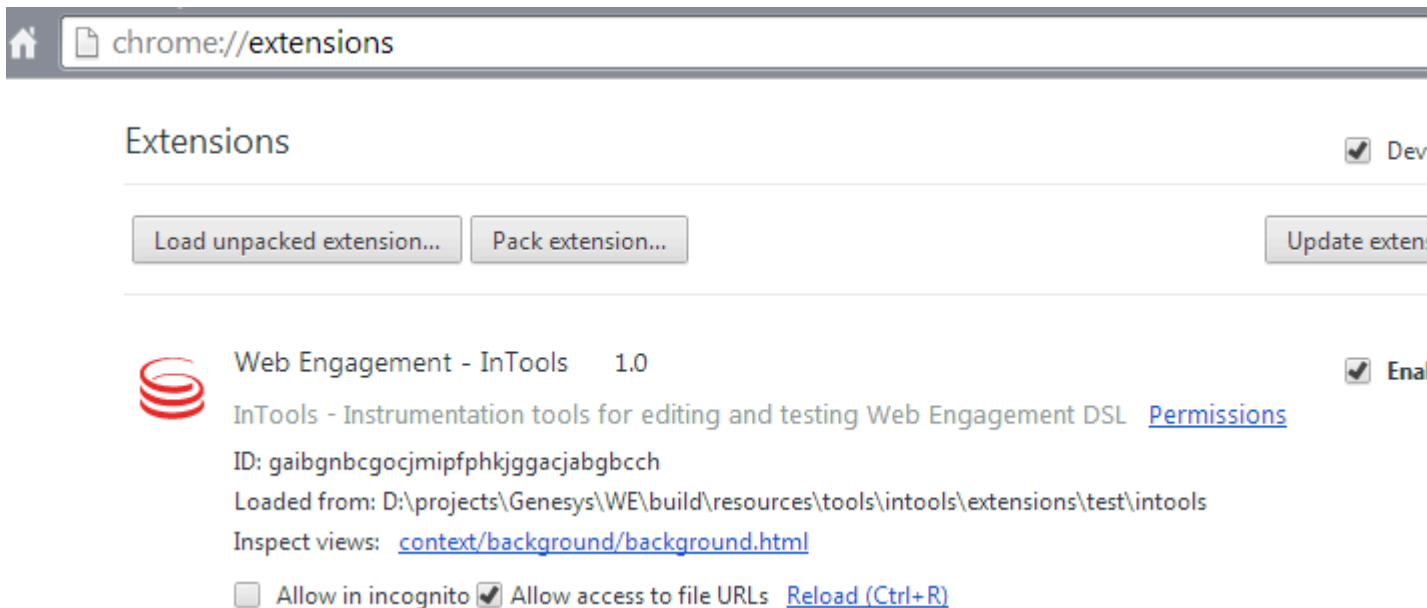 chrome://extensions
Extensions
Dev
Load unpacked extension... Pack extension... Update extens
Web Engagement - InTools 1.0
Enal
InTools - Instrumentation tools for editing and testing Web Engagement DSL Permissions
ID: gaibgnbcgocjmipfphkjggacjabgbcch
Loaded from: D:\projects\Genesys\WE\build\resources\tools\intools\extensions\test\intools
Inspect views: context/background/background.html
Allow in incognito Allow access to file URLs Reload (Ctrl+R)